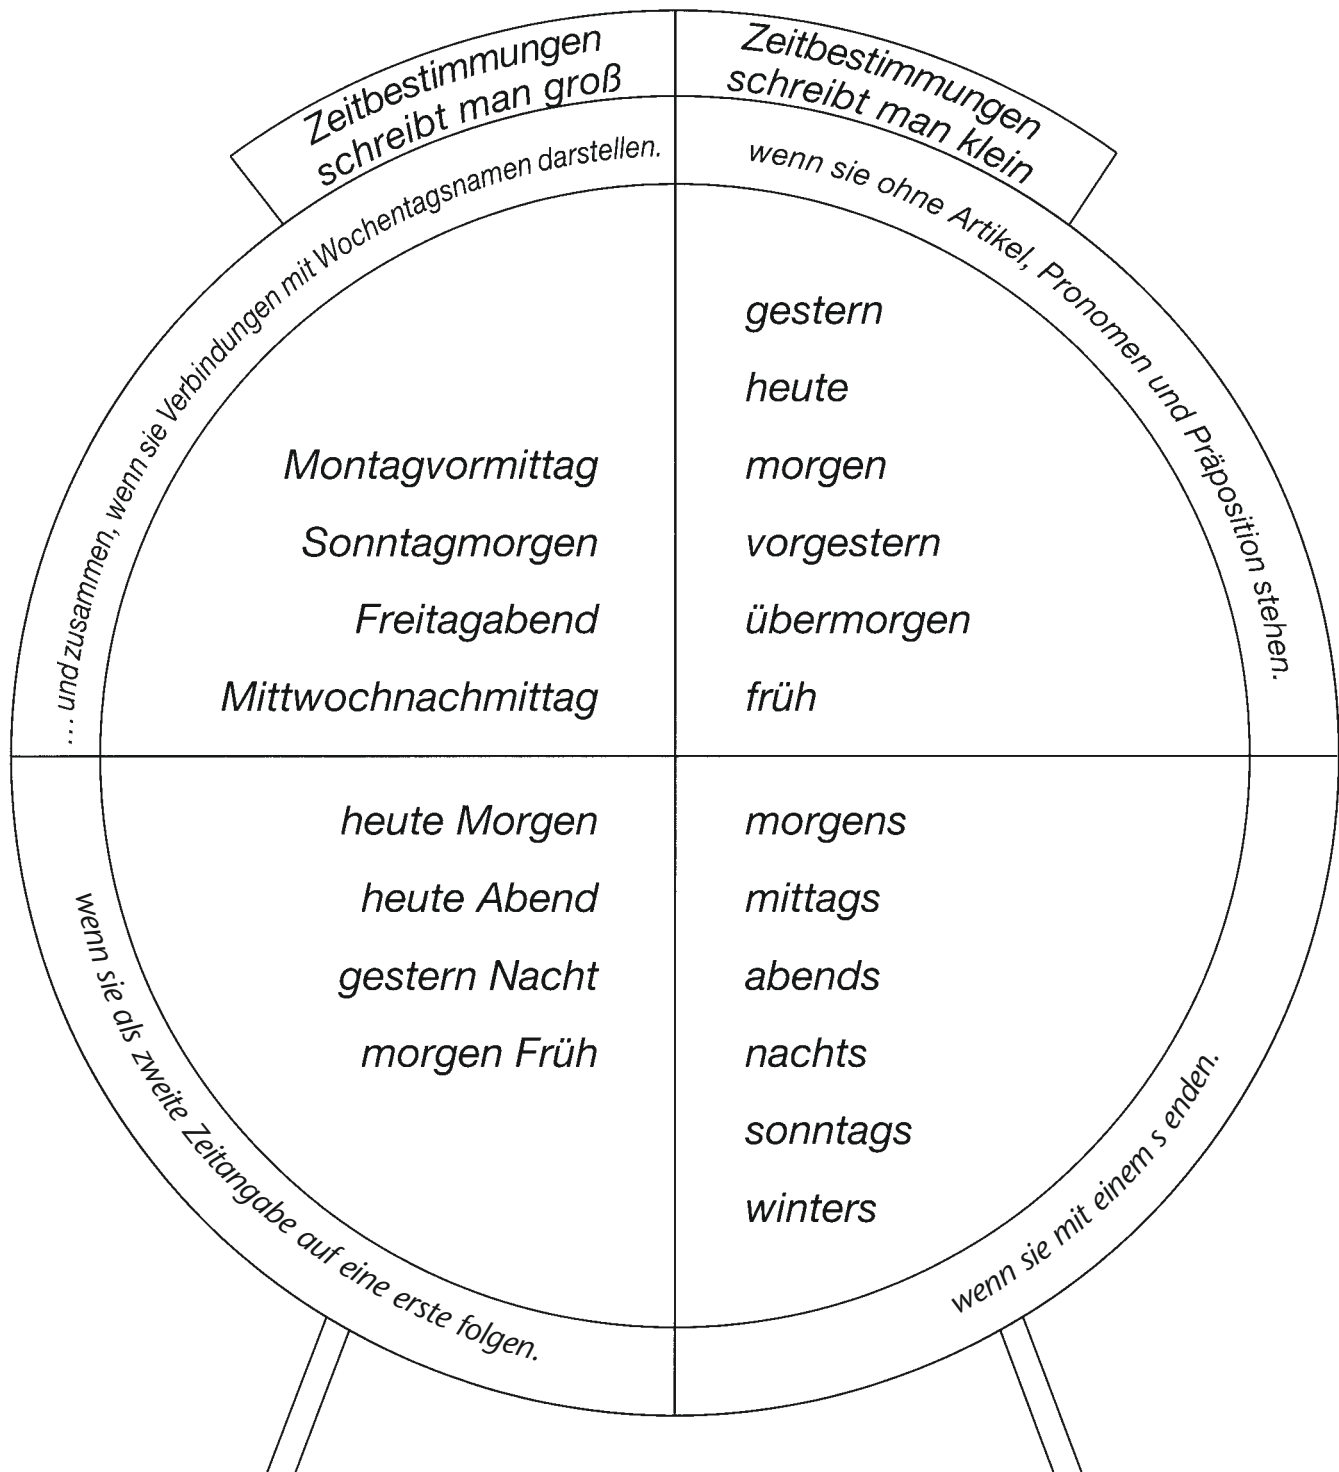 Zeitbestimmungen
schreibt man groß
… und zusammen, wenn sie Verbindungen mit Wochentagsnamen darstellen.
Montagvormittag
Sonntagmorgen
Freitagabend
Mittwochnachmittag
Zeitbestimmungen
schreibt man klein
wenn sie ohne Artikel, Pronomen und Präposition stehen.
gestern
heute
morgen
vorgestern
übermorgen
früh
heute Morgen
heute Abend
gestern Nacht
morgen Früh
wenn sie als zweite Zeitangabe auf eine erste folgen.
morgens
mittags
abends
nachts
sonntags
winters
wenn sie mit einem s enden.